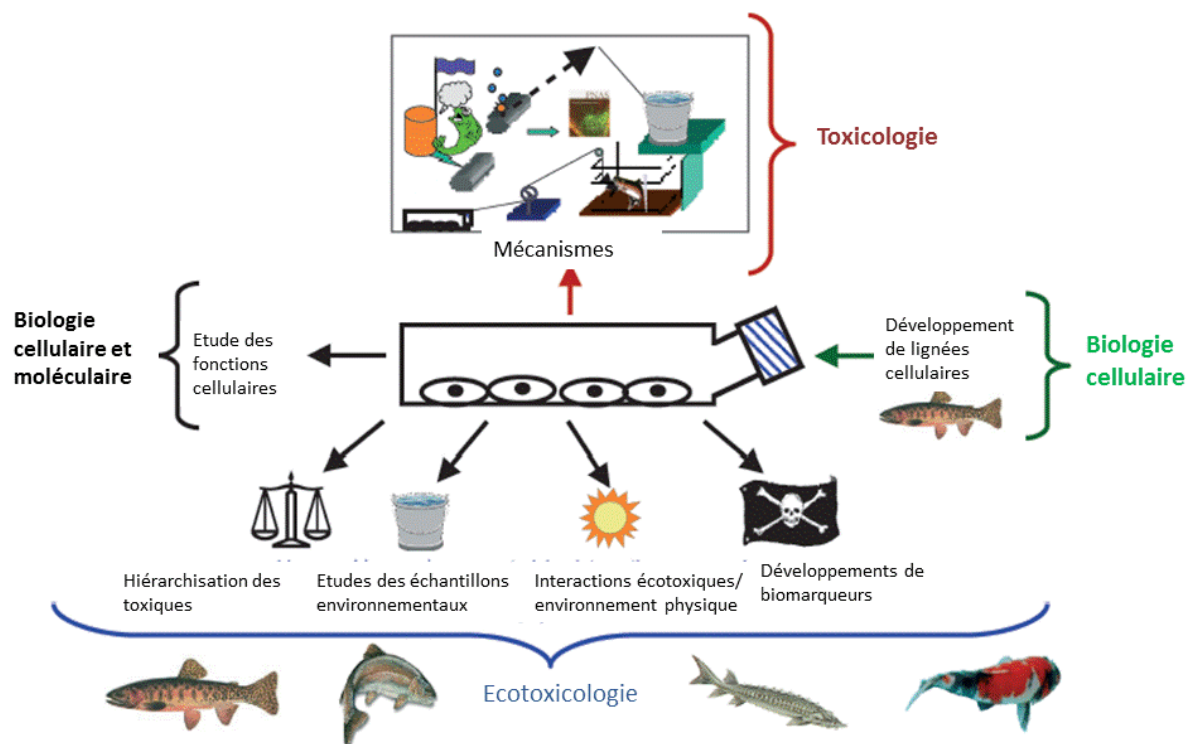 Toxicologie
Mécanismes
Biologie
cellulaire et
moléculaire
Etude des
fonctions
cellulaires
Développement
de lignées
cellulaires
Biologie
cellulaire
Hiérarchisation des
toxiques
Etudes des échantillons
environnementaux
Interactions écotoxiques/
environnement physique
Développements de
biomarqueurs
Ecotoxicologie